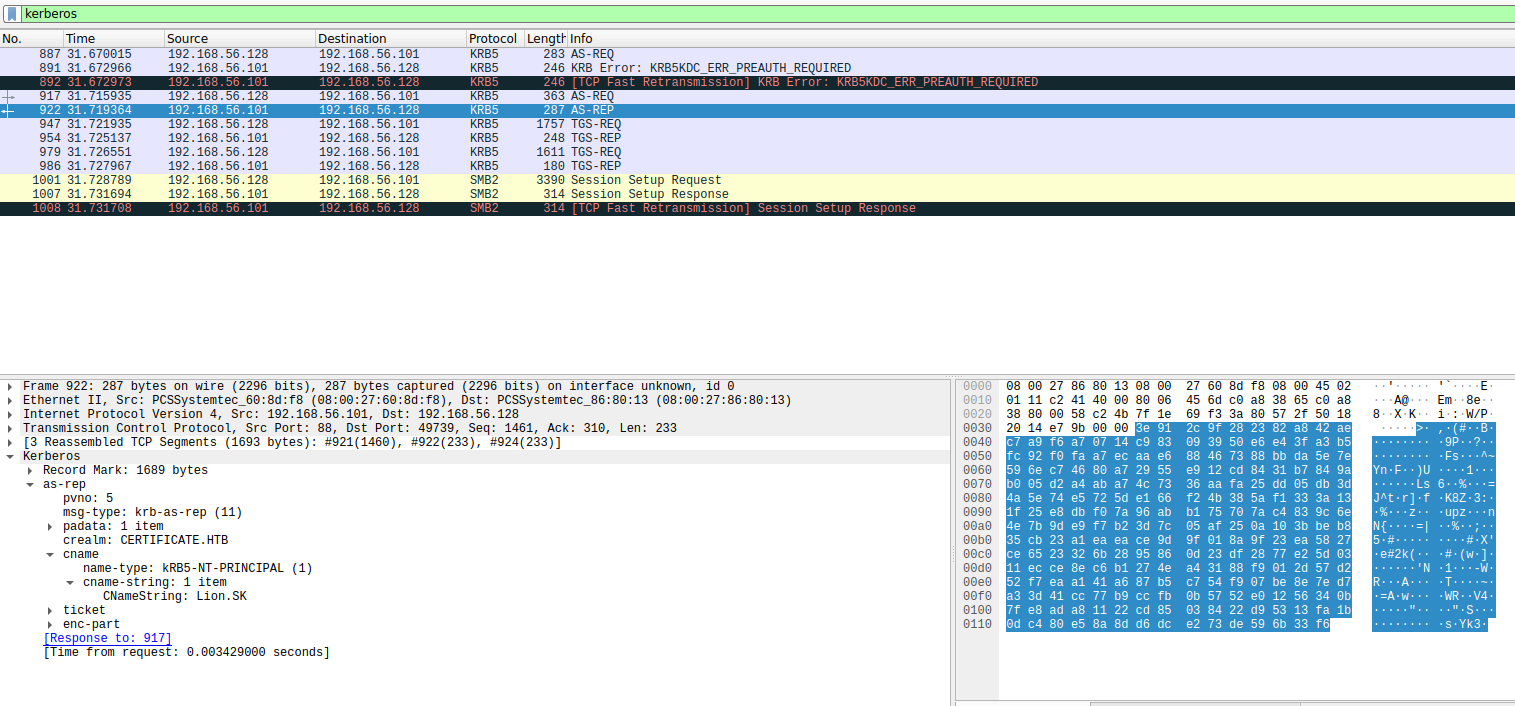 kerberos
No. Time Source Destination Protocol Length Info
887 31.670015 192.168.56.128 192.168.56.101 KRB5 283 AS-REQ
891 31.672966 192.168.56.101 192.168.56.128 KRB5 246 KRB Error: KRB5KDC_ERR_PREAUTH_REQUIRED
892 31.672973 192.168.56.101 192.168.56.128 KRB5 246 [TCP Fast Retransmission] KRB Error: KRB5KDC_ERR_PREAUTH_REQUIRED
917 31.715935 192.168.56.128 192.168.56.101 KRB5 363 AS-REQ
922 31.719364 192.168.56.101 192.168.56.128 KRB5 287 AS-REP
947 31.721935 192.168.56.128 192.168.56.101 KRB5 1757 TGS-REQ
954 31.725137 192.168.56.101 192.168.56.128 KRB5 248 TGS-REP
979 31.726551 192.168.56.128 192.168.56.101 KRB5 1611 TGS-REQ
986 31.727967 192.168.56.101 192.168.56.128 KRB5 180 TGS-REP
1001 31.728789 192.168.56.128 192.168.56.101 SMB2 3390 Session Setup Request
1007 31.731694 192.168.56.101 192.168.56.128 SMB2 314 Session Setup Response
1008 31.731708 192.168.56.101 192.168.56.128 SMB2 314 [TCP Fast Retransmission] Session Setup Response
Frame 922: 287 bytes on wire (2296 bits), 287 bytes captured (2296 bits) on interface unknown, id 0
Ethernet II, Src: PCSSystemtec_60:8d:f8 (08:00:27:60:8d:f8), Dst: PCSSystemtec_86:80:13 (08:00:27:86:80:13)
Internet Protocol Version 4, Src: 192.168.56.101, Dst: 192.168.56.128
Transmission Control Protocol, Src Port: 88, Dst Port: 49739, Seq: 1461, Ack: 310, Len: 233
[3 Reassembled TCP Segments (1693 bytes): #921(1460), #922(233), #924(233)]
Kerberos
Record Mark: 1689 bytes
as-rep
pvno: 5
msg-type: krb-as-rep (11)
padata: 1 item
crealm: CERTIFICATE.HTB
cname
name-type: kRB5-NT-PRINCIPAL (1)
cname-string: 1 item
CNameString: Lion.SK
ticket
enc-part
[Response to: 917]
[Time from request: 0.003429000 seconds]
0000 08 00 27 86 80 13 08 00 27 60 8d f8 08 00 45 02 ··'·····'`····E·
0010 01 11 c2 41 40 00 80 06 45 6d c0 a8 38 65 c0 a8 ···A@···Em··8e··
0020 38 80 00 58 c2 4b 7f 1e 69 f3 3a 80 57 2f 50 18 8··X·K··i·:·W/P·
0030 20 14 e7 9b 00 00 3e 91 2c 9f 28 23 82 a8 42 ae ·····>·,·(#··B·
0040 c7 a9 f6 a7 07 14 c9 83 09 39 50 e6 e4 3f a3 b5 ·········9P··?··
0050 fc 92 f0 fa a7 ec aa e6 88 46 73 88 bb da 5e 7e ·········Fs···^~
0060 59 6e c7 46 80 a7 29 55 e9 12 cd 84 31 b7 84 9a Yn·F··)U····1···
0070 b0 05 d2 a4 ab a7 4c 73 36 aa fa 25 dd 05 db 3d ······Ls6··%···=
0080 4a 5e 74 e5 72 5d e1 66 f2 4b 38 5a f1 33 3a 13 J^t·r]·f·K8Z·3:·
0090 1f 25 e8 db f0 7a 96 ab b1 75 70 7a c4 83 9c 6e ·%···z···upz···n
00a0 4e 7b 9d e9 f7 b2 3d 7c 05 af 25 0a 10 3b be b8 N{····=|··%··;··
00b0 35 cb 23 a1 ea ea ce 9d 9f 01 8a 9f 23 ea 58 27 5·#·········#·X'
00c0 ce 65 23 32 6b 28 95 86 0d 23 df 28 77 e2 5d 03 ·e#2k(···#·(w·]·
00d0 11 ec ce 8e c6 b1 27 4e a4 31 88 f9 01 2d 57 d2 ······'N·1···-W·
00e0 52 f7 ea a1 41 a6 87 b5 c7 54 f9 07 be 8e 7e d7 R···A····T····~·
00f0 a3 3d 41 cc 77 b9 cc fb 0b 57 52 e0 12 56 34 0b ·=A·w····WR··V4·
0100 7f e8 ad a8 11 22 cd 85 03 84 22 d9 53 13 fa 1b ·····"····"·S···
0110 0d c4 80 e5 8a 8d d6 dc e2 73 de 59 6b 33 f6 ·········s·Yk3·